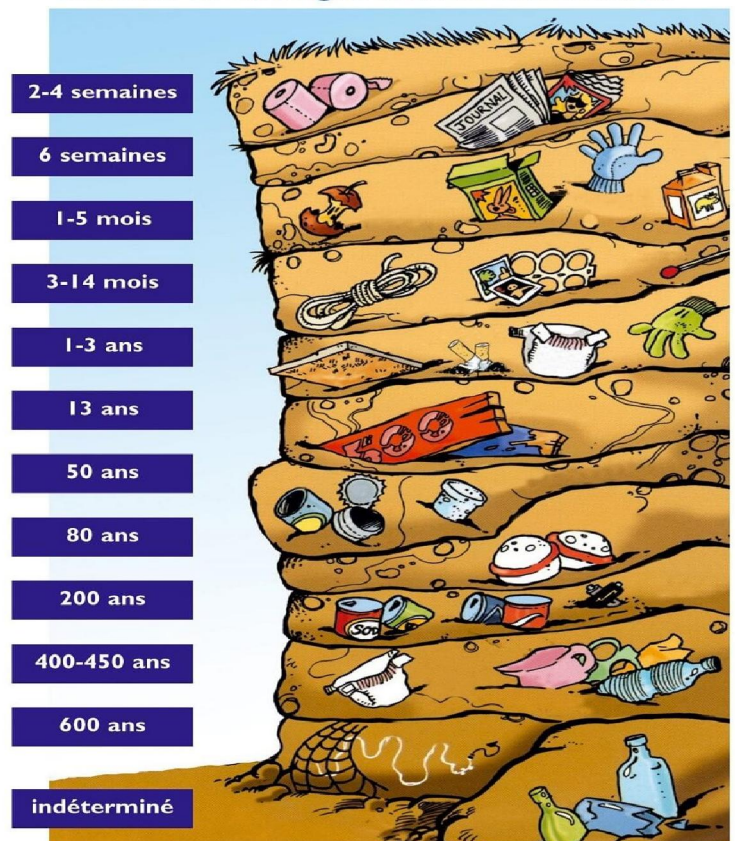 2-4 semaines
JOURNAL
6 semaines
1-5 mois
3-14 mois
1-3 ans
13 ans
50 ans
80 ans
200 ans
SOD
400-450 ans
600 ans
indéterminé